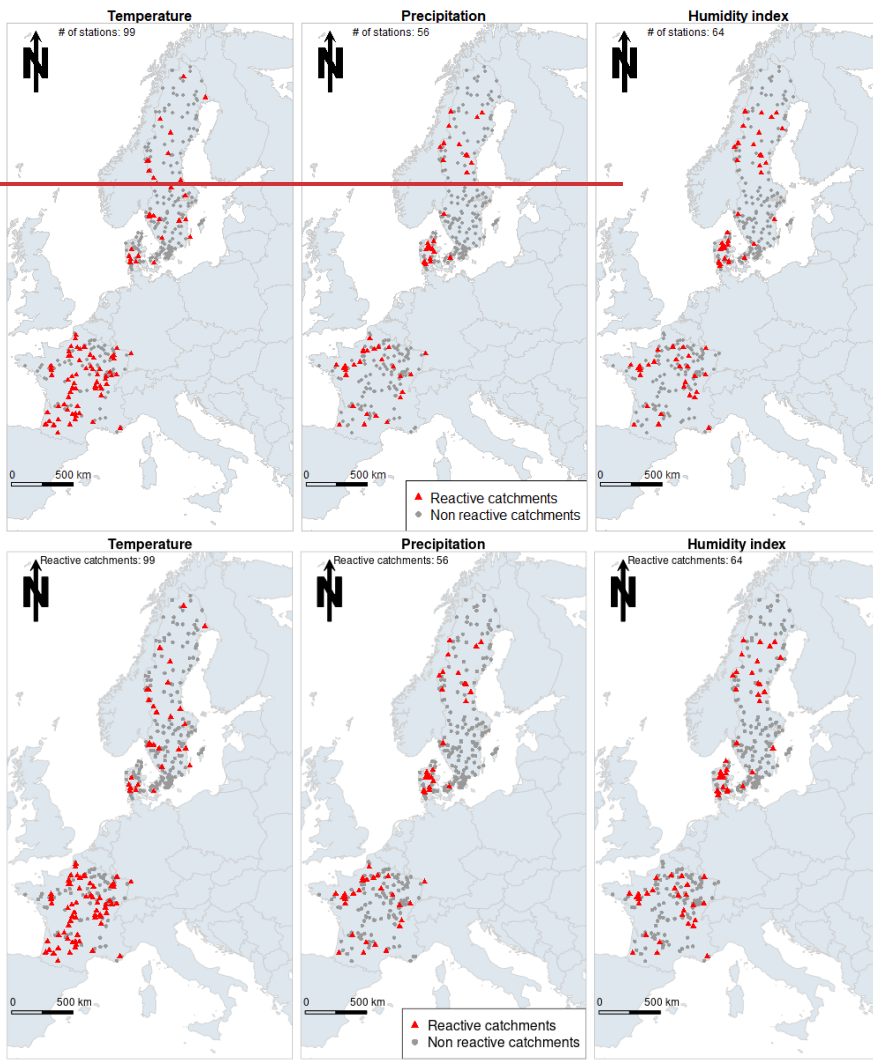 Temperature Precipitation Humidity index
# of stations: 99 # of stations: 56 # of stations: 64
N N N
0 500 km 0 500 km 0 500 km
Reactive catchments
Non reactive catchments
Temperature Precipitation Humidity index
Reactive catchments: 99 Reactive catchments: 56 Reactive catchments: 64
N N N
0 500 km 0 500 km 0 500 km
Reactive catchments
Non reactive catchments